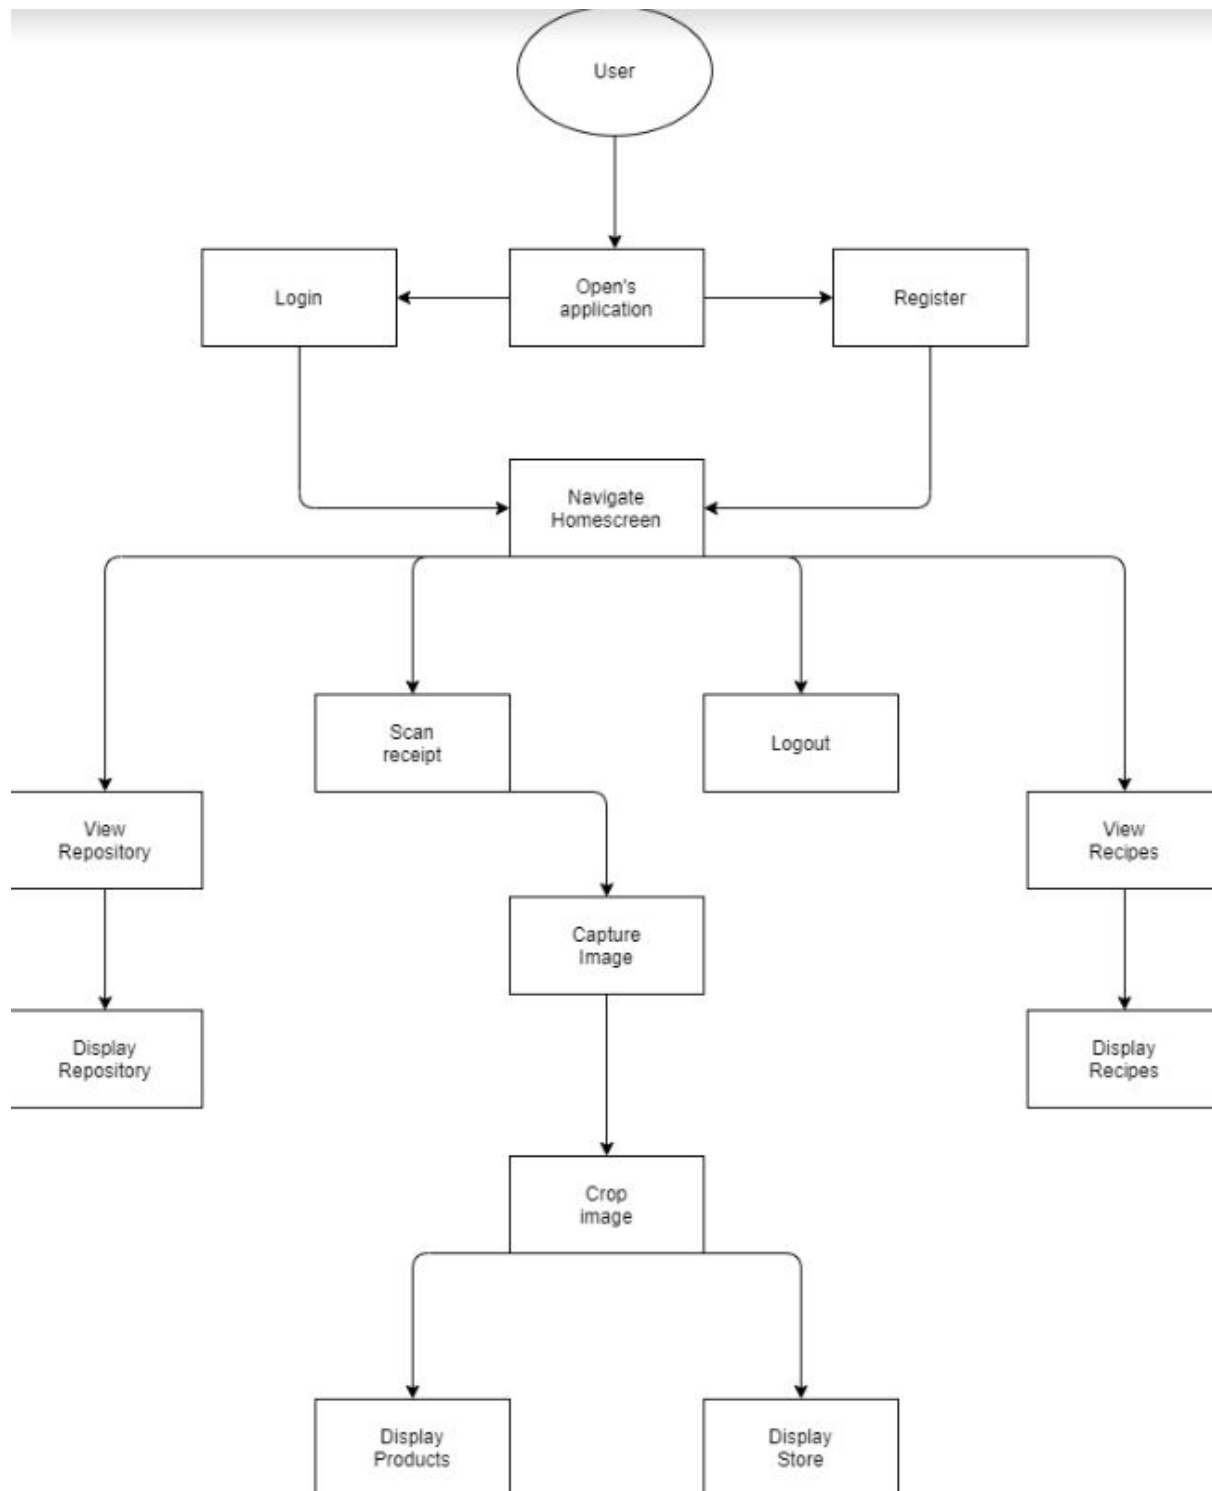 User
Login
Open's
application
Register
Navigate
Homescreen
Scan
receipt
Logout
View
Repository
View
Recipes
Capture
Image
Display
Repository
Display
Recipes
Crop
image
Display
Products
Display
Store